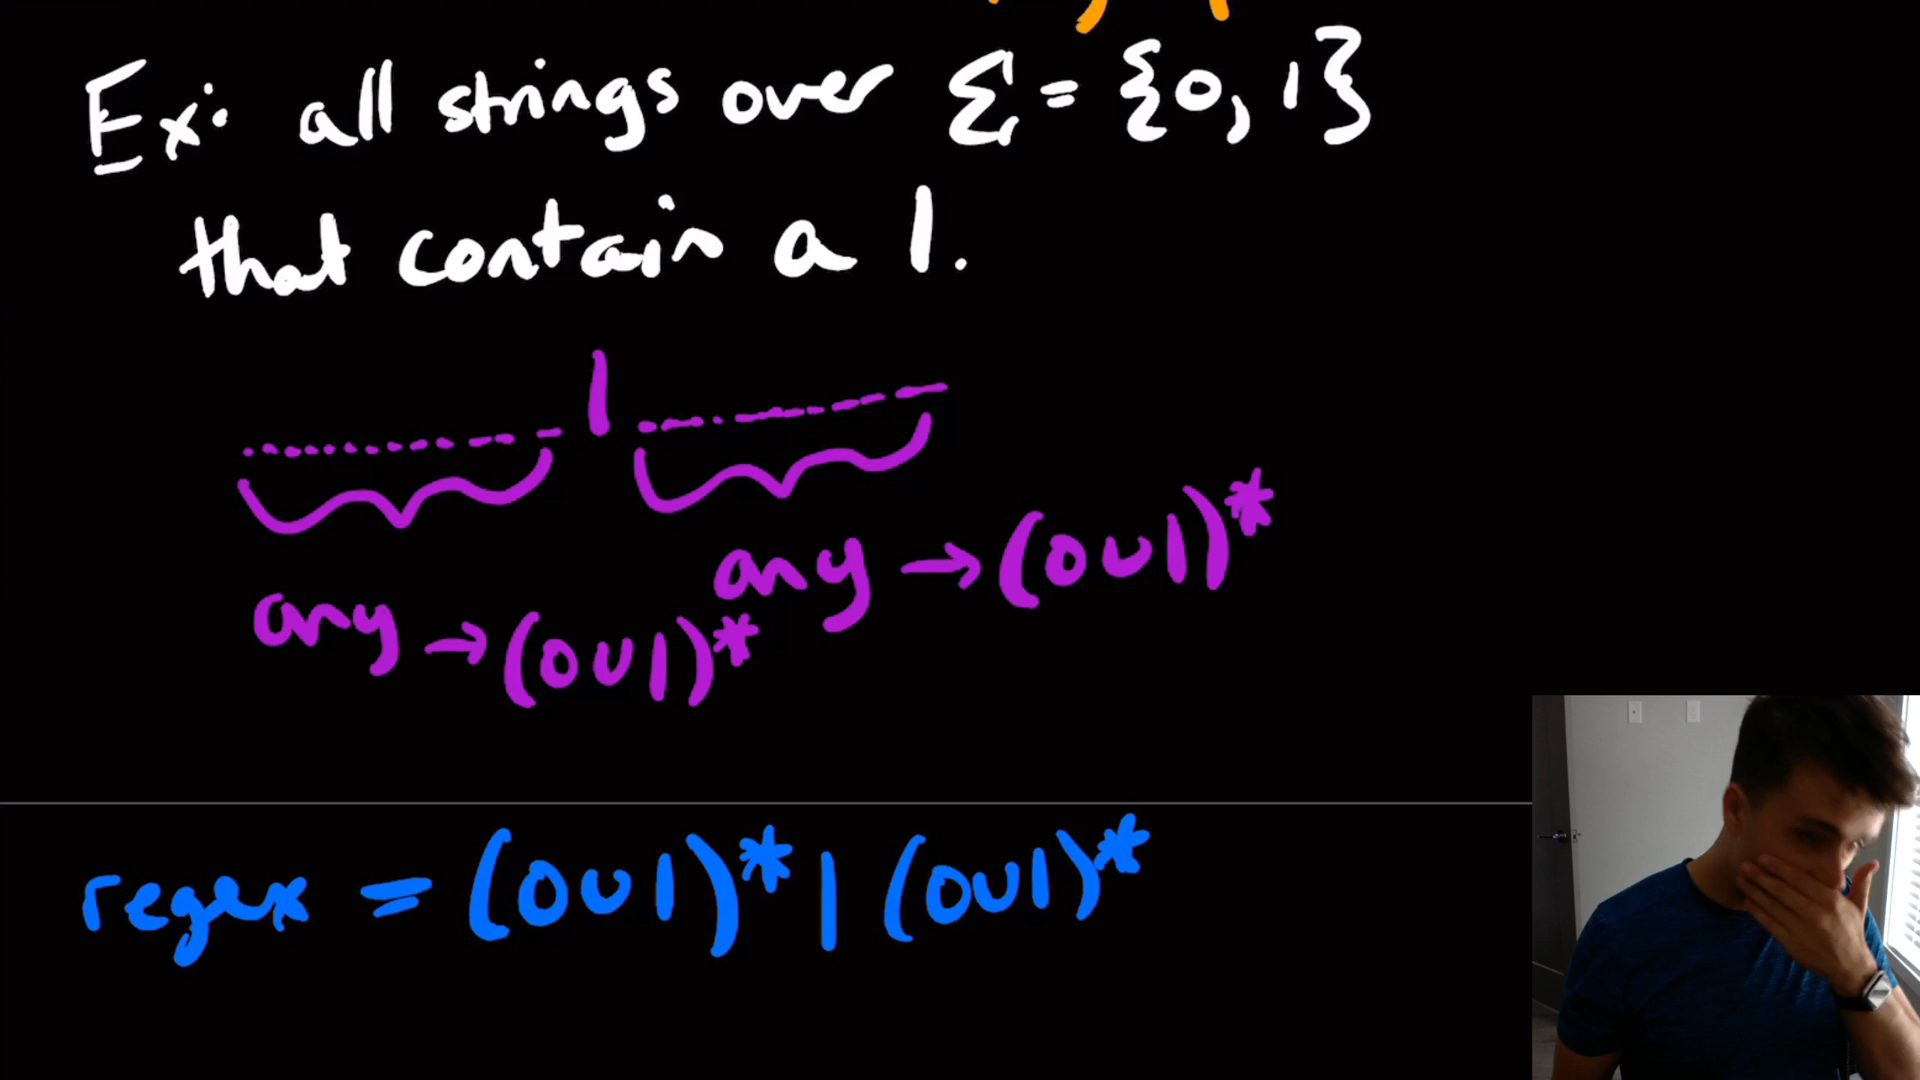 Ex: all strings over Σ = {0, 1}
that contain a 1.
1
any → (0∪1)*
any → (0∪1)*
regex = (0∪1)* 1 (0∪1)*